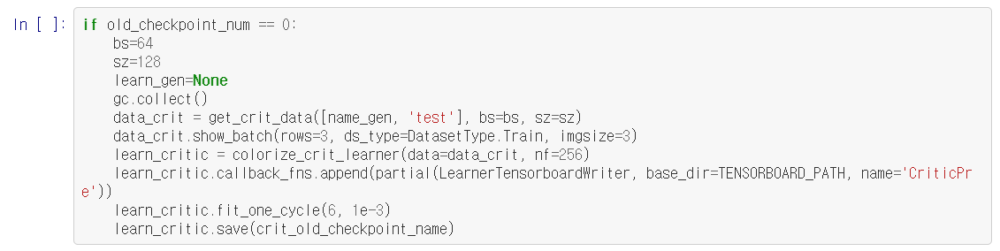 In [ ]: if old_checkpoint_num == 0:
    bs=64
    sz=128
    learn_gen=None
    gc.collect()
    data_crit = get_crit_data([name_gen, 'test'], bs=bs, sz=sz)
    data_crit.show_batch(rows=3, ds_type=DatasetType.Train, imgsize=3)
    learn_critic = colorize_crit_learner(data=data_crit, nf=256)
    learn_critic.callback_fns.append(partial(LearnerTensorboardWriter, base_dir=TENSORBOARD_PATH, name='CriticPr
e'))
    learn_critic.fit_one_cycle(6, 1e-3)
    learn_critic.save(crit_old_checkpoint_name)